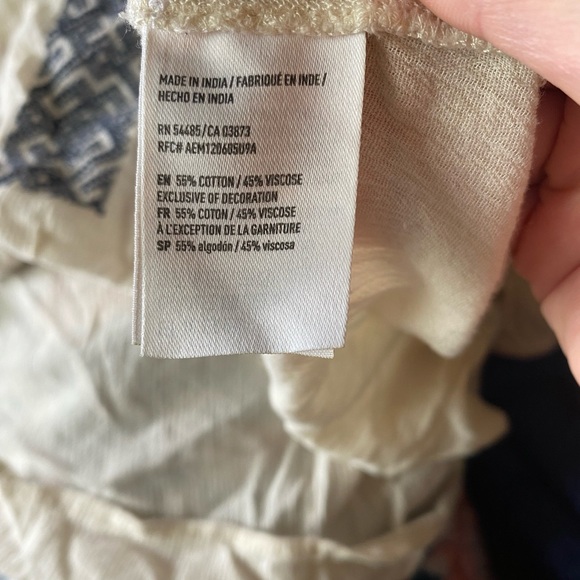 MADE IN INDIA / FABRIQUÉ EN INDE /
HECHO EN INDIA
RN 54485 / CA 03873
RFC# AEM120605U9A
EN 55% COTTON / 45% VISCOSE
EXCLUSIVE OF DECORATION
FR 55% COTON / 45% VISCOSE
À L'EXCEPTION DE LA GARNITURE
SP 55% algodón / 45% viscosa